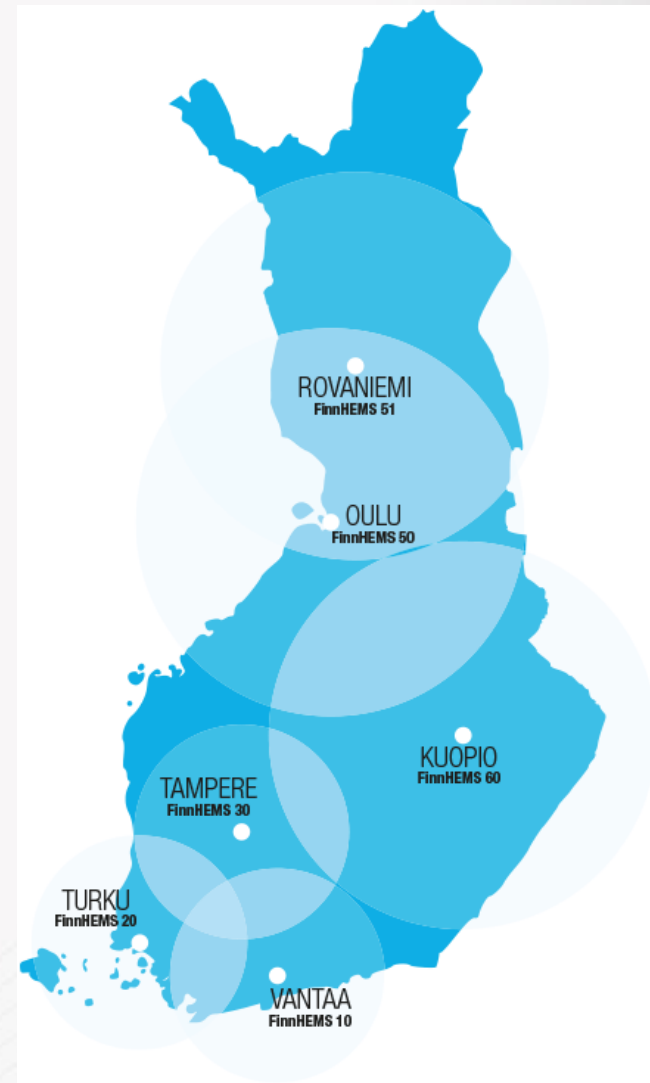 ROVANIEMI
FinnHEMS 51
OULU
FinnHEMS 50
KUOPIO
FinnHEMS 60
TAMPERE
FinnHEMS 30
TURKU
FinnHEMS 20
VANTAA
FinnHEMS 10